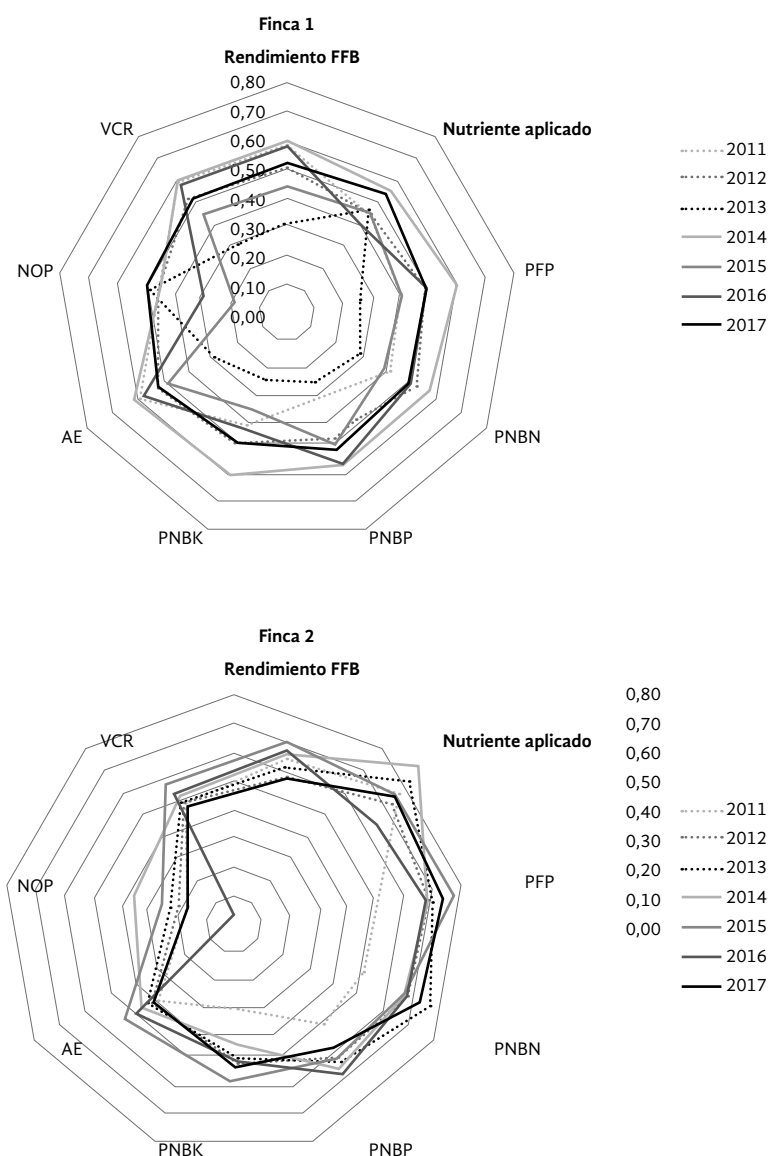 Finca 1
Rendimiento FFB
0,80
0,70
0,60
0,50
0,40
0,30
0,20
0,10
0,00
Nutriente aplicado
PFP
PNBN
PNBP
PNBK
AE
NOP
VCR
2011
2012
2013
2014
2015
2016
2017
Finca 2
Rendimiento FFB
0,80
0,70
0,60
0,50
0,40
0,30
0,20
0,10
0,00
Nutriente aplicado
PFP
PNBN
PNBP
PNBK
AE
NOP
VCR
2011
2012
2013
2014
2015
2016
2017